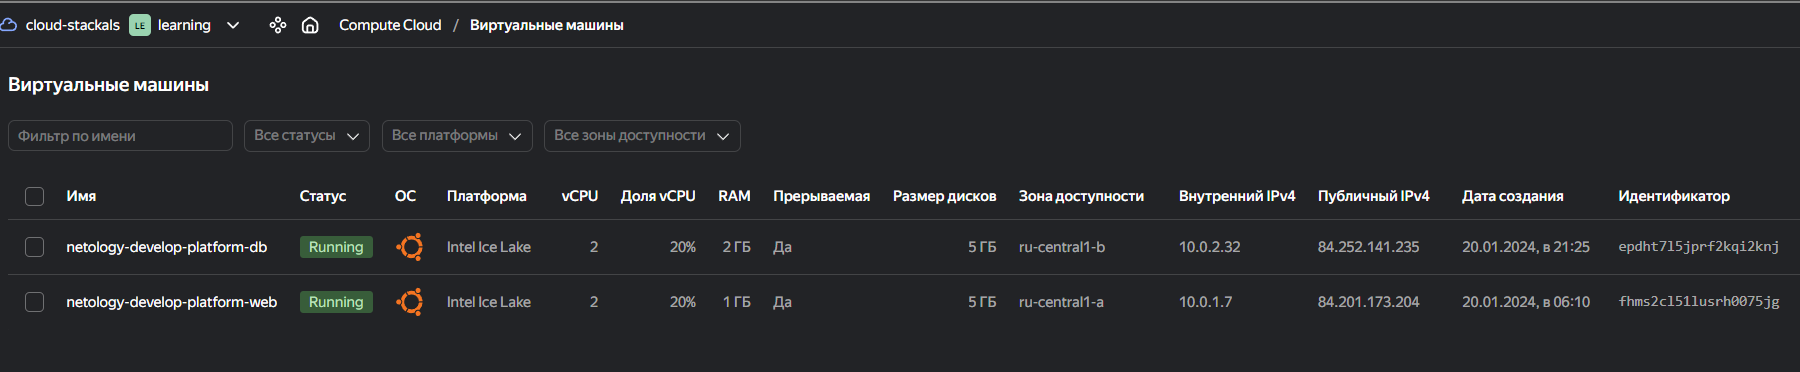 cloud-stackals LE learning Compute Cloud / Виртуальные машины
Виртуальные машины
Фильтр по имени Все статусы Все платформы Все зоны доступности
Имя Статус ОС Платформа vCPU Доля vCPU RAM Прерываемая Размер дисков Зона доступности Внутренний IPv4 Публичный IPv4 Дата создания Идентификатор
netology-develop-platform-db Running Intel Ice Lake 2 20% 2 ГБ Да 5 ГБ ru-central1-b 10.0.2.32 84.252.141.235 20.01.2024, в 21:25 epdht7l5jprf2kqi2knj
netology-develop-platform-web Running Intel Ice Lake 2 20% 1 ГБ Да 5 ГБ ru-central1-a 10.0.1.7 84.201.173.204 20.01.2024, в 06:10 fhms2cl51lusrh0075jg